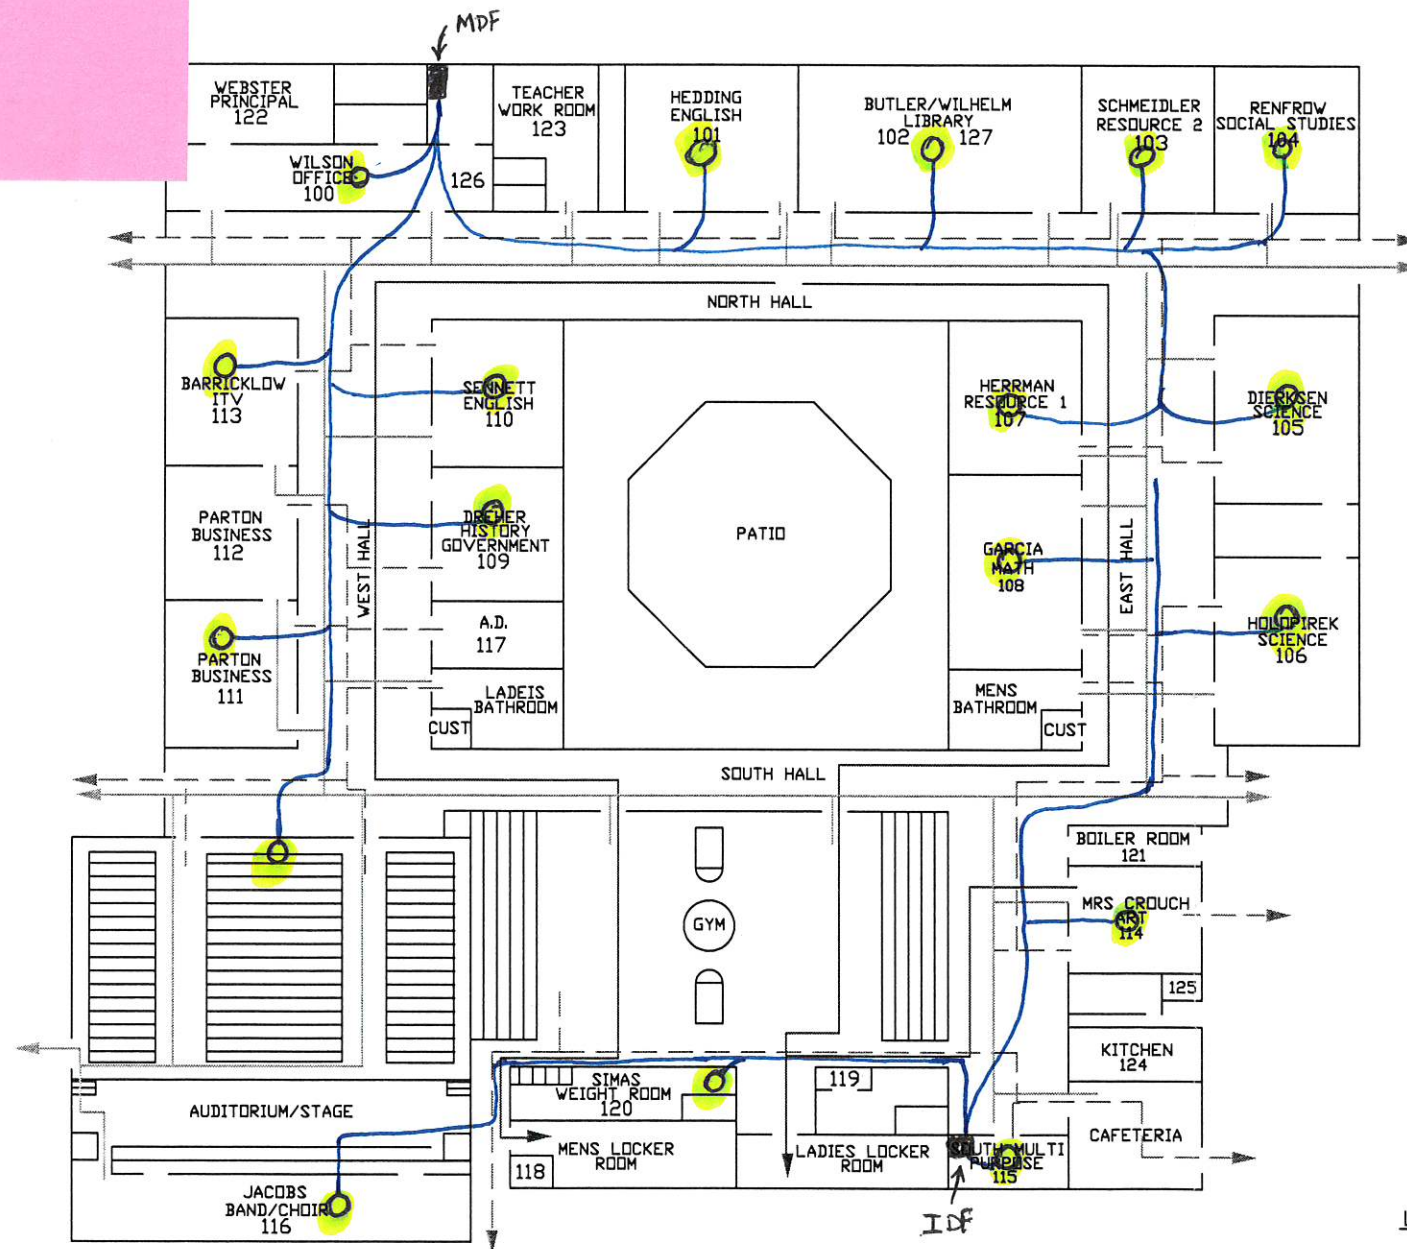 MDF
WEBSTER
PRINCIPAL
122
TEACHER
WORK ROOM
123
HEDDING
ENGLISH
101
BUTLER/WILHELM
LIBRARY
102 127
SCHMEIDLER
RESOURCE 2
103
RENFROW
SOCIAL STUDIES
104
WILSON
OFFICE
100
126
NORTH HALL
BARRICKLOW
ITV
113
SENNETT
ENGLISH
110
HERRMAN
RESOURCE 1
107
DIERKSEN
SCIENCE
105
PARTON
BUSINESS
112
WEST HALL
DREHER
HISTORY
GOVERNMENT
109
PATIO
GARCIA
MATH
108
EAST HALL
A.D.
117
HOLOPIREK
SCIENCE
106
PARTON
BUSINESS
111
LADEIS
BATHROOM
CUST
MENS
BATHROOM
CUST
SOUTH HALL
BOILER ROOM
121
MRS CROUCH
ART
114
GYM
125
KITCHEN
124
SIMAS
WEIGHT ROOM
120
119
AUDITORIUM/STAGE
CAFETERIA
MENS LOCKER
ROOM
118
LADIES LOCKER
ROOM
SOUTH MULTI
PURPOSE
115
JACOBS
BAND/CHOIR
116
IDF